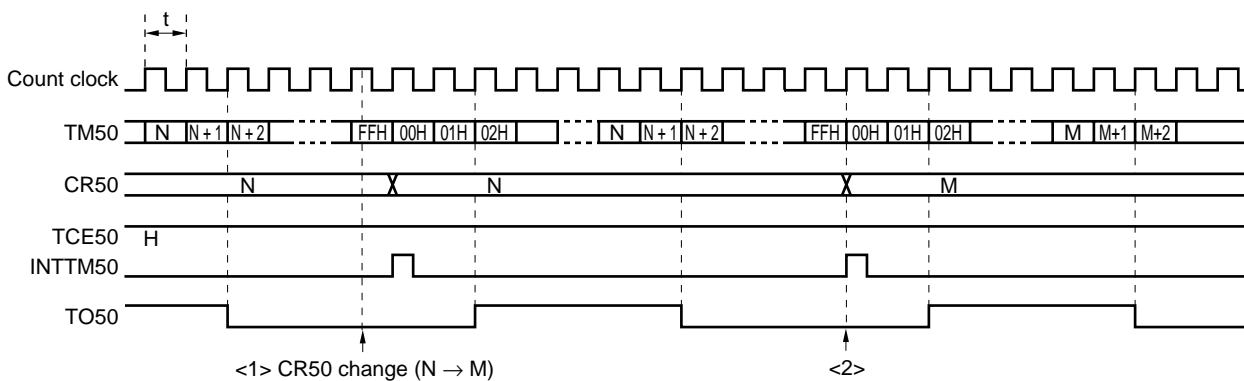 t
Count clock
TM50 N N + 1 N + 2 FFH 00H 01H 02H N N + 1 N + 2 FFH 00H 01H 02H M M+1 M+2
CR50 N N M
TCE50 H
INTTM50
TO50
<1> CR50 change (N → M) <2>